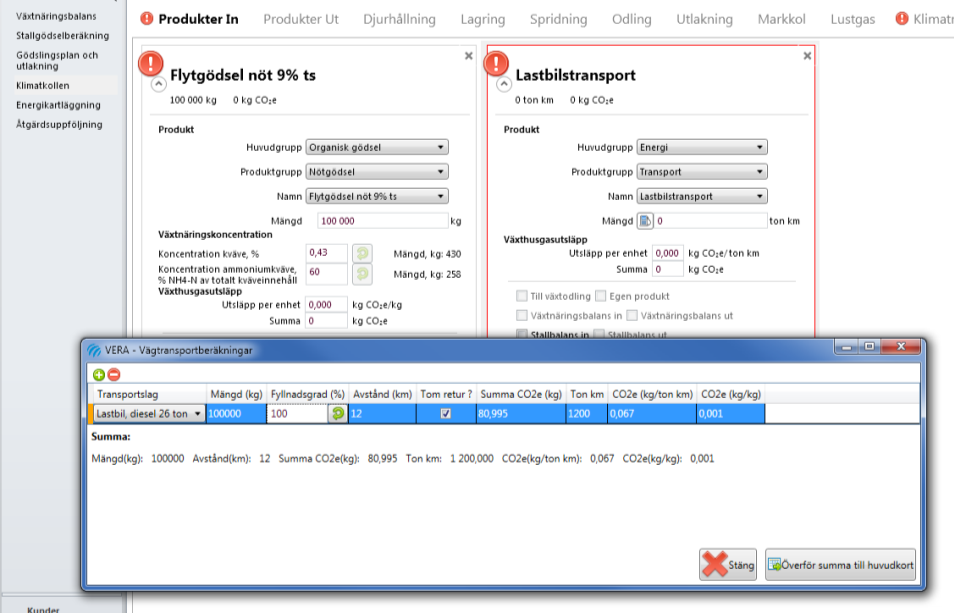 Växtnäringsbalans
Stallgödselberäkning
Gödslingsplan och
utlakning
Klimatkollen
Energikartläggning
Åtgärdsuppföljning
Kunder
Produkter In Produkter Ut Djurhållning Lagring Spridning Odling Utlakning Markkol Lustgas Klimatr
Flytgödsel nöt 9% ts
100 000 kg 0 kg CO₂e
Produkt
Huvudgrupp Organisk gödsel
Produktgrupp Nötgödsel
Namn Flytgödsel nöt 9% ts
Mängd 100 000 kg
Växtnäringskoncentration
Koncentration kväve, % 0,43 Mängd, kg: 430
Koncentration ammoniumkväve,
% NH4-N av totalt kväveinnehåll 60 Mängd, kg: 258
Växthusgasutsläpp
Utsläpp per enhet 0,000 kg CO₂e/kg
Summa 0 kg CO₂e
Lastbilstransport
0 ton km 0 kg CO₂e
Produkt
Huvudgrupp Energi
Produktgrupp Transport
Namn Lastbilstransport
Mängd 0 ton km
Växthusgasutsläpp
Utsläpp per enhet 0,000 kg CO₂e/ton km
Summa 0 kg CO₂e
Till växtodling Egen produkt
Växtnäringsbalans in Växtnäringsbalans ut
Stallbalans in Stallbalans ut
VERA - Vägtransportberäkningar
Transportslag Mängd (kg) Fyllnadsgrad (%) Avstånd (km) Tom retur ? Summa CO2e (kg) Ton km CO2e (kg/ton km) CO2e (kg/kg)
Lastbil, diesel 26 ton 100000 100 12 80,995 1200 0,067 0,001
Summa:
Mängd(kg): 100000 Avstånd(km): 12 Summa CO2e(kg): 80,995 Ton km: 1 200,000 CO2e(kg/ton km): 0,067 CO2e(kg/kg): 0,001
Stäng Överför summa till huvudkort